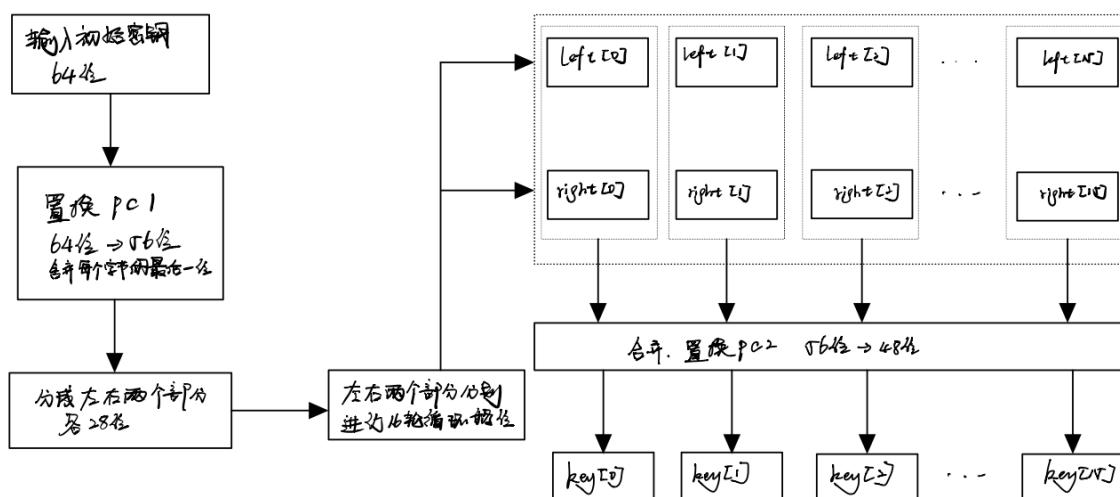 输入初始密钥
64位
置换 PC1
64位→56位
舍弃每个字节的最后一位
分成左右两个部分
各28位
左右两个部分分别
进行16轮循环移位
left[0] left[1] left[2] ... left[15]
right[0] right[1] right[2] ... right[15]
合并.置换PC2 56位→48位
key[0] key[1] key[2] ... key[15]